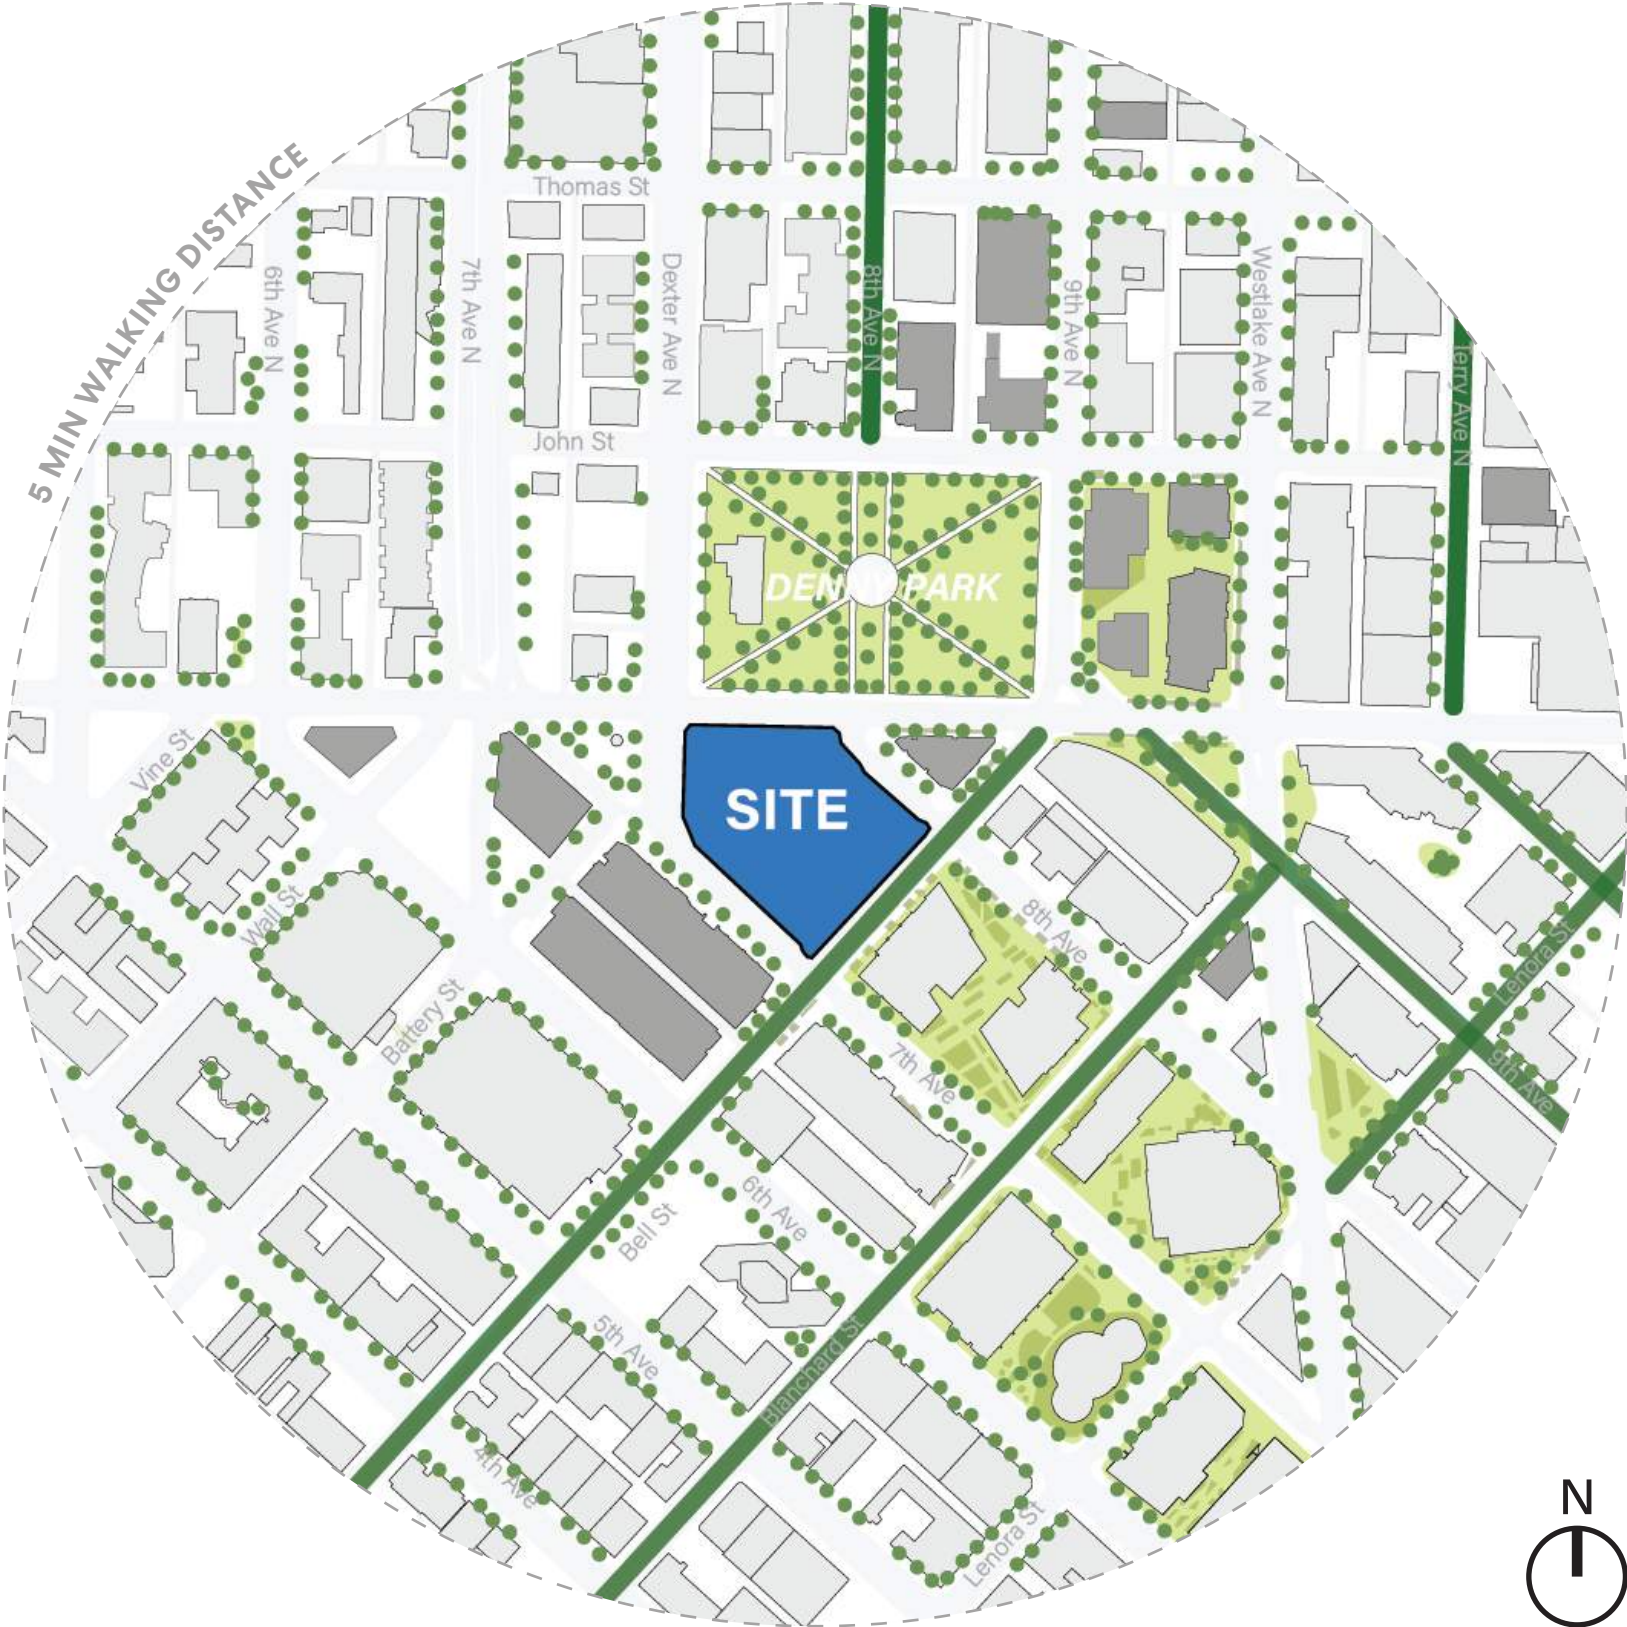 5 MIN WALKING DISTANCE
Thomas St
6th Ave N
7th Ave N
Dexter Ave N
8th Ave N
9th Ave N
Westlake Ave N
Terry Ave N
John St
DENNY PARK
Vine St
SITE
Wall St
8th Ave
Lenora St
Battery St
7th Ave
9th Ave
6th Ave
Bell St
5th Ave
Blanchard St
4th Ave
Lenora St
N